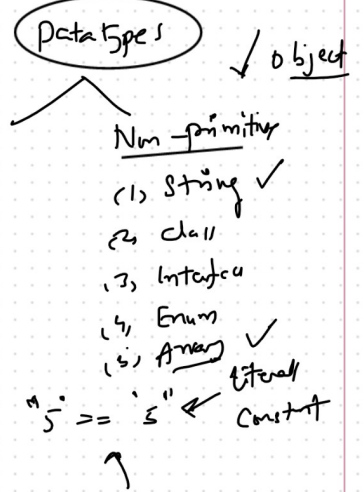 Datatypes
object
Non-primitive
(1) String
(2) Class
(3) Interface
(4) Enum
(5) Array
literal
"5" == "5"
Constant